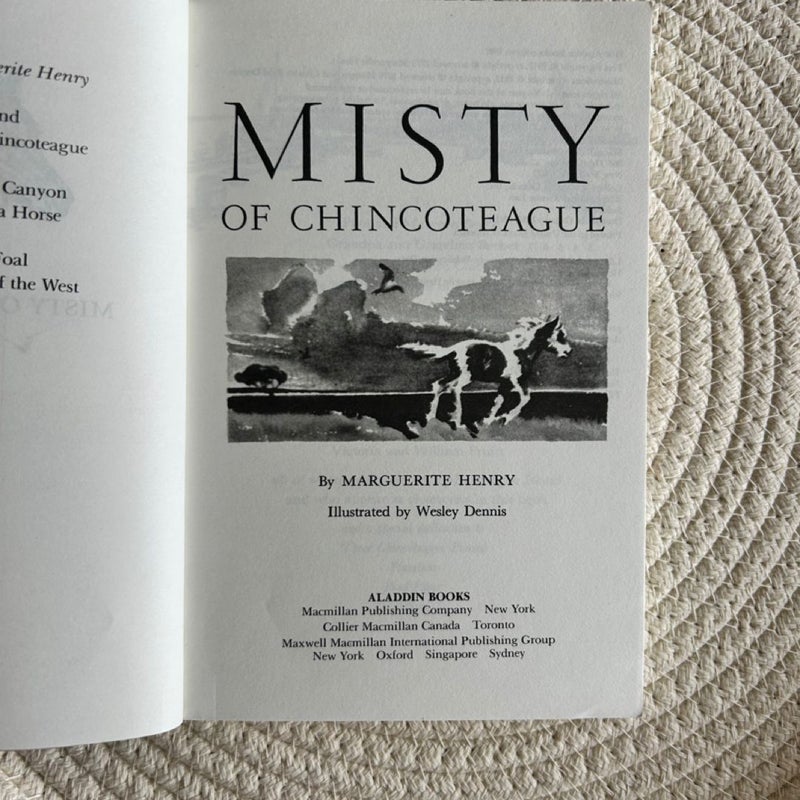 erite Henry
nd
incoteague
Canyon
a Horse
oal
f the West
MISTY
OF CHINCOTEAGUE
By MARGUERITE HENRY
Illustrated by Wesley Dennis
ALADDIN BOOKS
Macmillan Publishing Company New York
Collier Macmillan Canada Toronto
Maxwell Macmillan International Publishing Group
New York Oxford Singapore Sydney